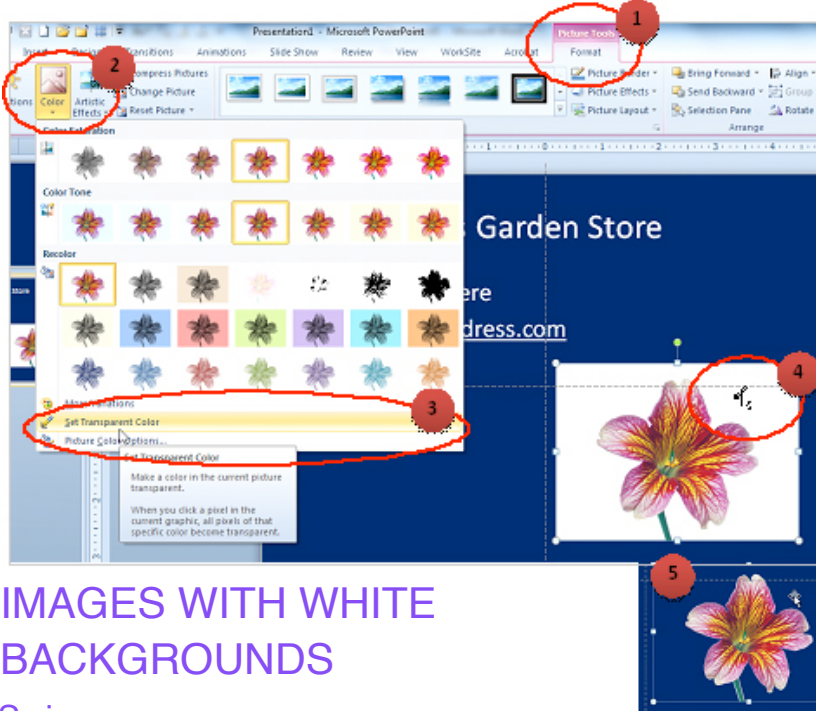 1
Presentation1 - Microsoft PowerPoint
Picture Tools
Insert Design Transitions Animations Slide Show Review View WorkSite Acrobat Format
2
Compress Pictures
Change Picture
Reset Picture
Color
Artistic Effects
Picture Border
Picture Effects
Picture Layout
Bring Forward
Send Backward
Selection Pane
Align
Group
Rotate
Arrange
Color Saturation
Color Tone
Recolor
Garden Store
dress.com
More Variations
Set Transparent Color
Picture Color Options...
3
4
Set Transparent Color
Make a color in the current picture
transparent.
When you click a pixel in the
current graphic, all pixels of that
specific color become transparent.
5
IMAGES WITH WHITE
BACKGROUNDS